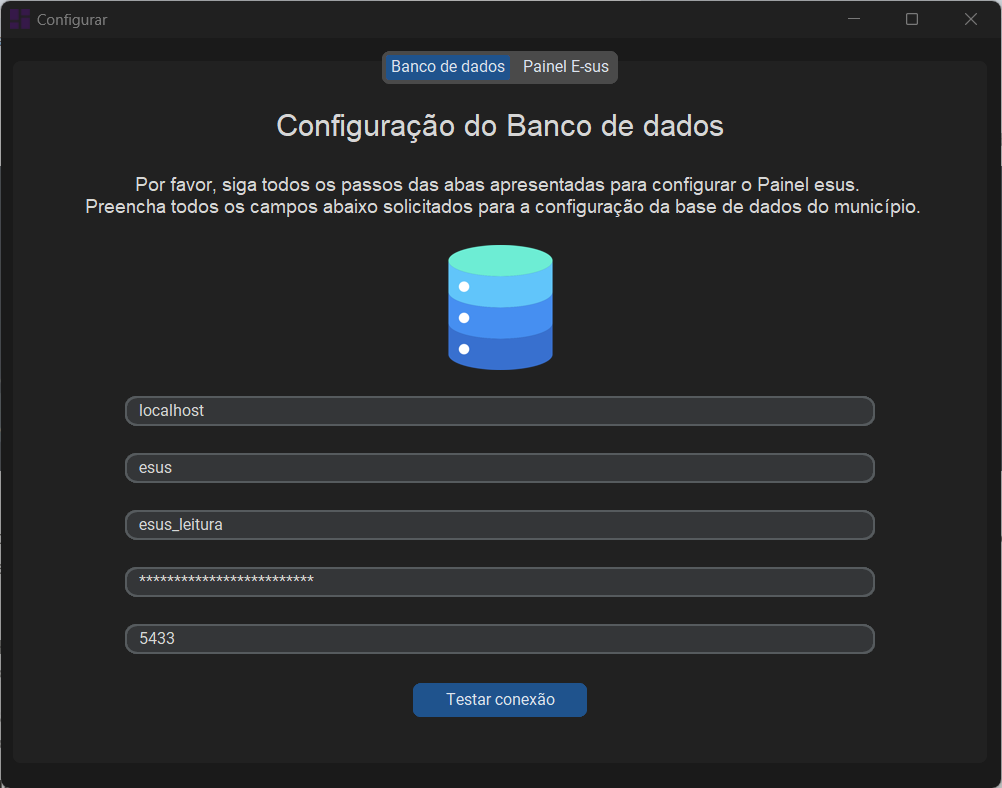 Configurar
Banco de dados Painel E-sus
Configuração do Banco de dados
Por favor, siga todos os passos das abas apresentadas para configurar o Painel esus.
Preencha todos os campos abaixo solicitados para a configuração da base de dados do município.
localhost
esus
esus_leitura
*************************
5433
Testar conexão